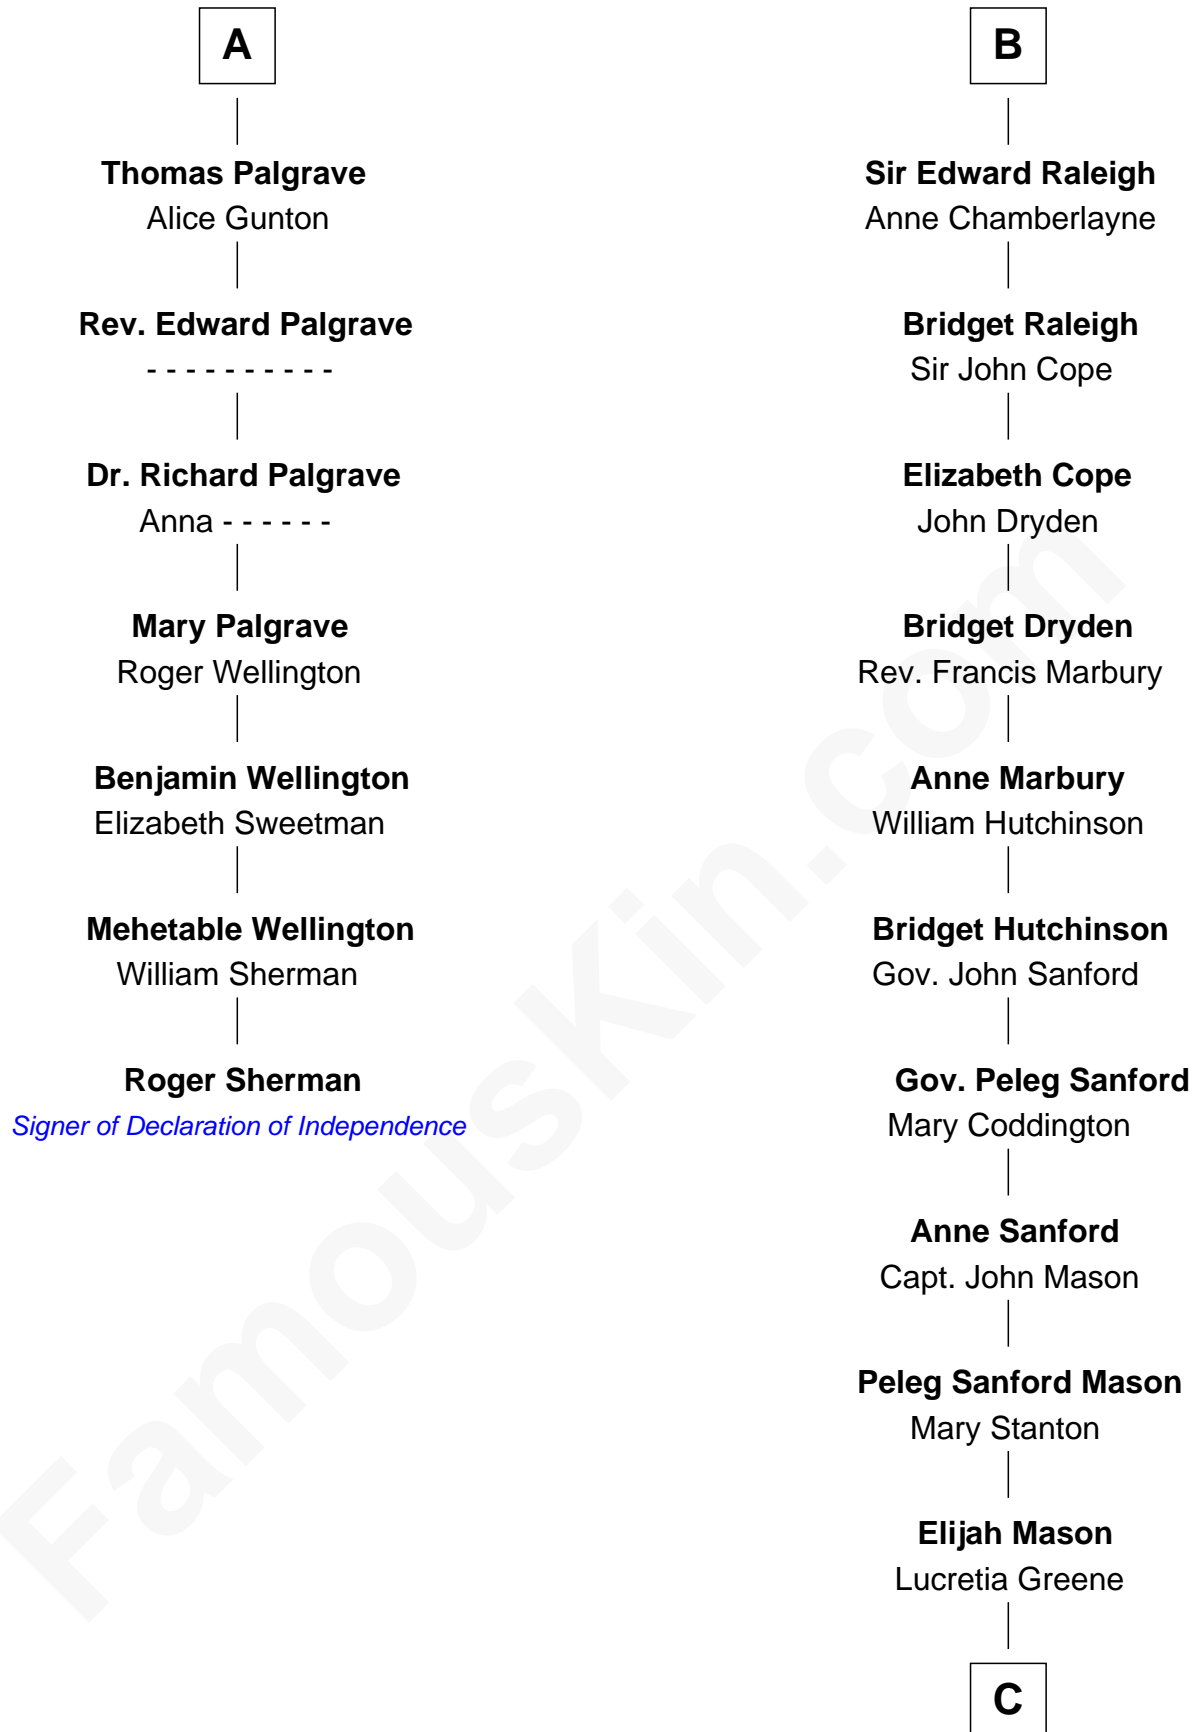 A
Thomas Palgrave
Alice Gunton
Rev. Edward Palgrave
- - - - - - - - - -
Dr. Richard Palgrave
Anna - - - - - -
Mary Palgrave
Roger Wellington
Benjamin Wellington
Elizabeth Sweetman
Mehetable Wellington
William Sherman
Roger Sherman
Signer of Declaration of Independence
B
Sir Edward Raleigh
Anne Chamberlayne
Bridget Raleigh
Sir John Cope
Elizabeth Cope
John Dryden
Bridget Dryden
Rev. Francis Marbury
Anne Marbury
William Hutchinson
Bridget Hutchinson
Gov. John Sanford
Gov. Peleg Sanford
Mary Coddington
Anne Sanford
Capt. John Mason
Peleg Sanford Mason
Mary Stanton
Elijah Mason
Lucretia Greene
C
FamousKin.com